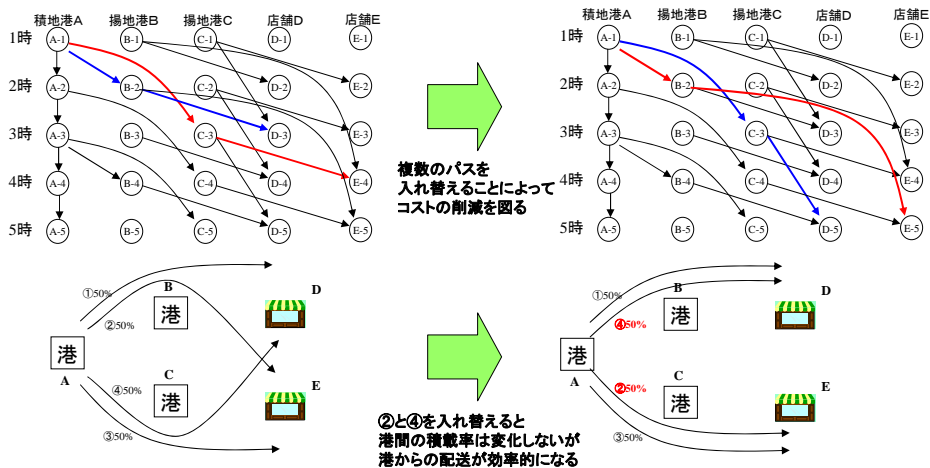 積地港A 揚地港B 揚地港C 店舗D 店舗E
1時 A-1 B-1 C-1 D-1 E-1
2時 A-2 B-2 C-2 D-2 E-2
3時 A-3 B-3 C-3 D-3 E-3
4時 A-4 B-4 C-4 D-4 E-4
5時 A-5 B-5 C-5 D-5 E-5
複数のパスを
入れ替えることによって
コストの削減を図る
積地港A 揚地港B 揚地港C 店舗D 店舗E
1時 A-1 B-1 C-1 D-1 E-1
2時 A-2 B-2 C-2 D-2 E-2
3時 A-3 B-3 C-3 D-3 E-3
4時 A-4 B-4 C-4 D-4 E-4
5時 A-5 B-5 C-5 D-5 E-5
①50%
B
D
港
②50%
港
A
C
E
④50%
港
③50%
②と④を入れ替えると
港間の積載率は変化しないが
港からの配送が効率的になる
①50%
B
D
港
④50%
港
A
C
E
②50%
港
③50%